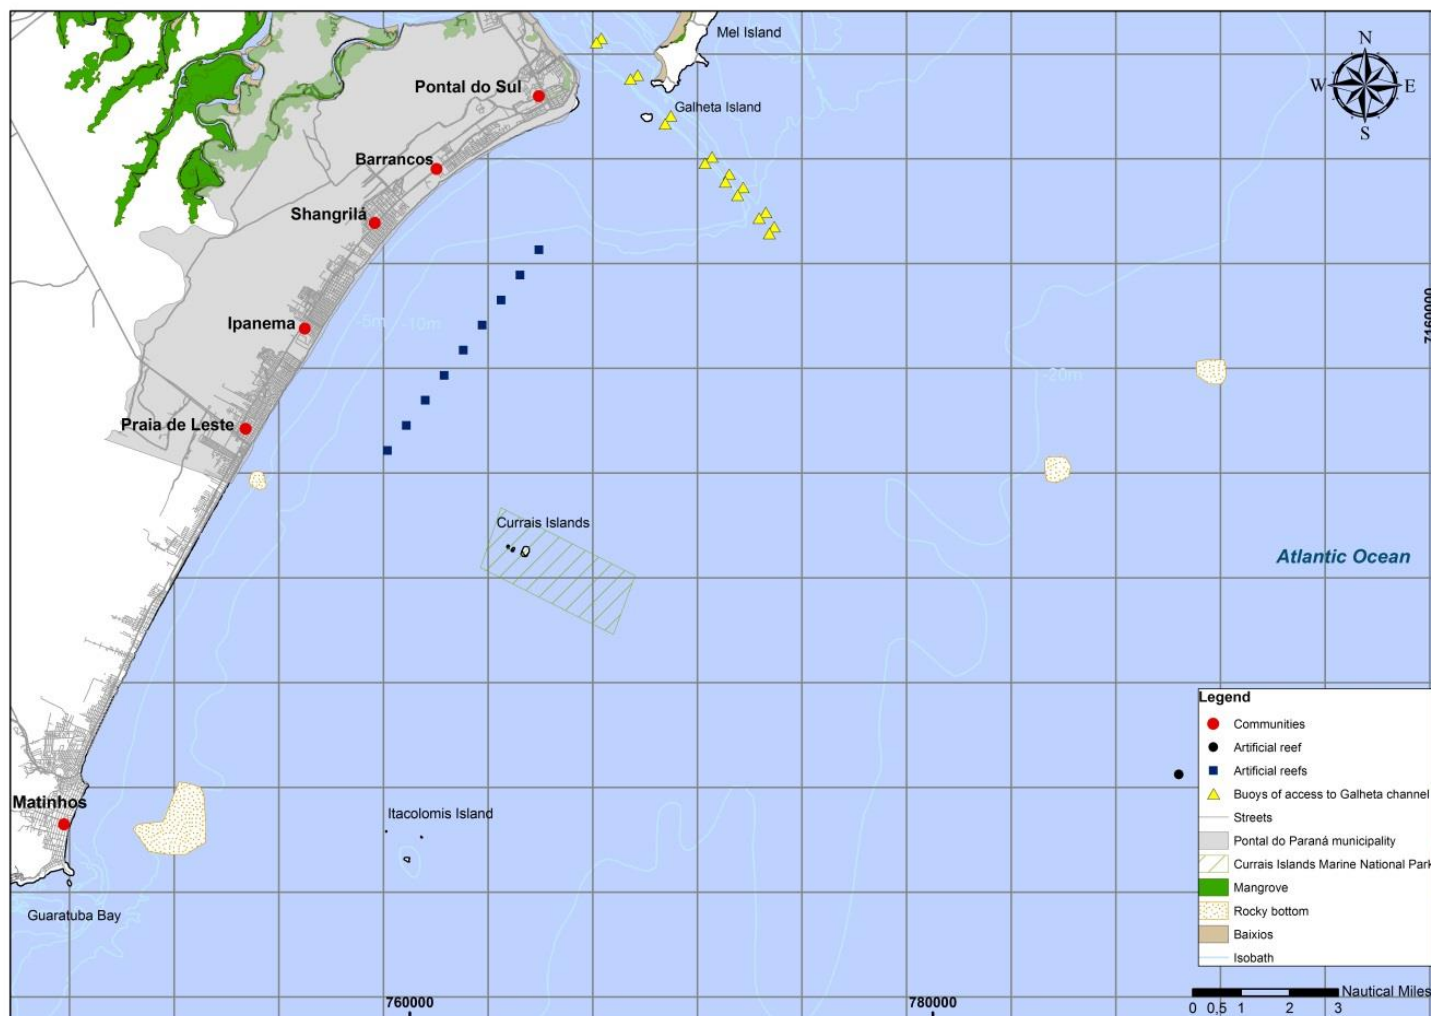 Mel Island
N
Pontal do Sul
W
E
Galheta Island
S
Barrancos
Shangrilá
7160000
Ipanema
-5m
-10m
-20m
Praia de Leste
Currais Islands
Atlantic Ocean
Legend
Communities
Artificial reef
Artificial reefs
Buoys of access to Galheta channel
Streets
Pontal do Paraná municipality
Currais Islands Marine National Park
Mangrove
Rocky bottom
Baixios
Isobath
Matinhos
Itacolomis Island
Guaratuba Bay
760000
780000
Nautical Miles
0 0,5 1 2 3